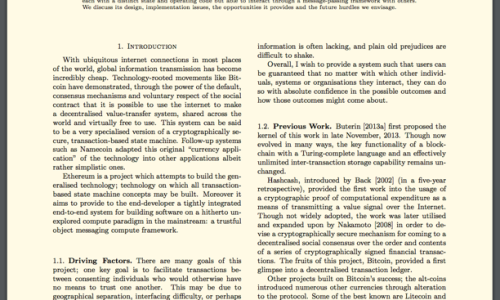 each with a distinct state and operating code but able to interact through a message-passing framework with others.
We discuss its design, implementation issues, the opportunities it provides and the future hurdles we envisage.
1. Introduction
With ubiquitous internet connections in most places
of the world, global information transmission has become
incredibly cheap. Technology-rooted movements like Bit-
coin have demonstrated, through the power of the default,
consensus mechanisms and voluntary respect of the social
contract that it is possible to use the internet to make
a decentralised value-transfer system, shared across the
world and virtually free to use. This system can be said
to be a very specialised version of a cryptographically se-
cure, transaction-based state machine. Follow-up systems
such as Namecoin adapted this original "currency appli-
cation" of the technology into other applications albeit
rather simplistic ones.
Ethereum is a project which attempts to build the gen-
eralised technology; technology on which all transaction-
based state machine concepts may be built. Moreover it
aims to provide to the end-developer a tightly integrated
end-to-end system for building software on a hitherto un-
explored compute paradigm in the mainstream: a trustful
object messaging compute framework.
1.1. Driving Factors. There are many goals of this
project; one key goal is to facilitate transactions be-
tween consenting individuals who would otherwise have
no means to trust one another. This may be due to
geographical separation, interfacing difficulty, or perhaps
information is often lacking, and plain old prejudices are
difficult to shake.
Overall, I wish to provide a system such that users can
be guaranteed that no matter with which other individ-
uals, systems or organisations they interact, they can do
so with absolute confidence in the possible outcomes and
how those outcomes might come about.
1.2. Previous Work. Buterin [2013a] first proposed the
kernel of this work in late November, 2013. Though now
evolved in many ways, the key functionality of a block-
chain with a Turing-complete language and an effectively
unlimited inter-transaction storage capability remains un-
changed.
Hashcash, introduced by Back [2002] (in a five-year
retrospective), provided the first work into the usage of
a cryptographic proof of computational expenditure as a
means of transmitting a value signal over the Internet.
Though not widely adopted, the work was later utilised
and expanded upon by Nakamoto [2008] in order to de-
vise a cryptographically secure mechanism for coming to a
decentralised social consensus over the order and contents
of a series of cryptographically signed financial transac-
tions. The fruits of this project, Bitcoin, provided a first
glimpse into a decentralised transaction ledger.
Other projects built on Bitcoin's success; the alt-coins
introduced numerous other currencies through alteration
to the protocol. Some of the best known are Litecoin and